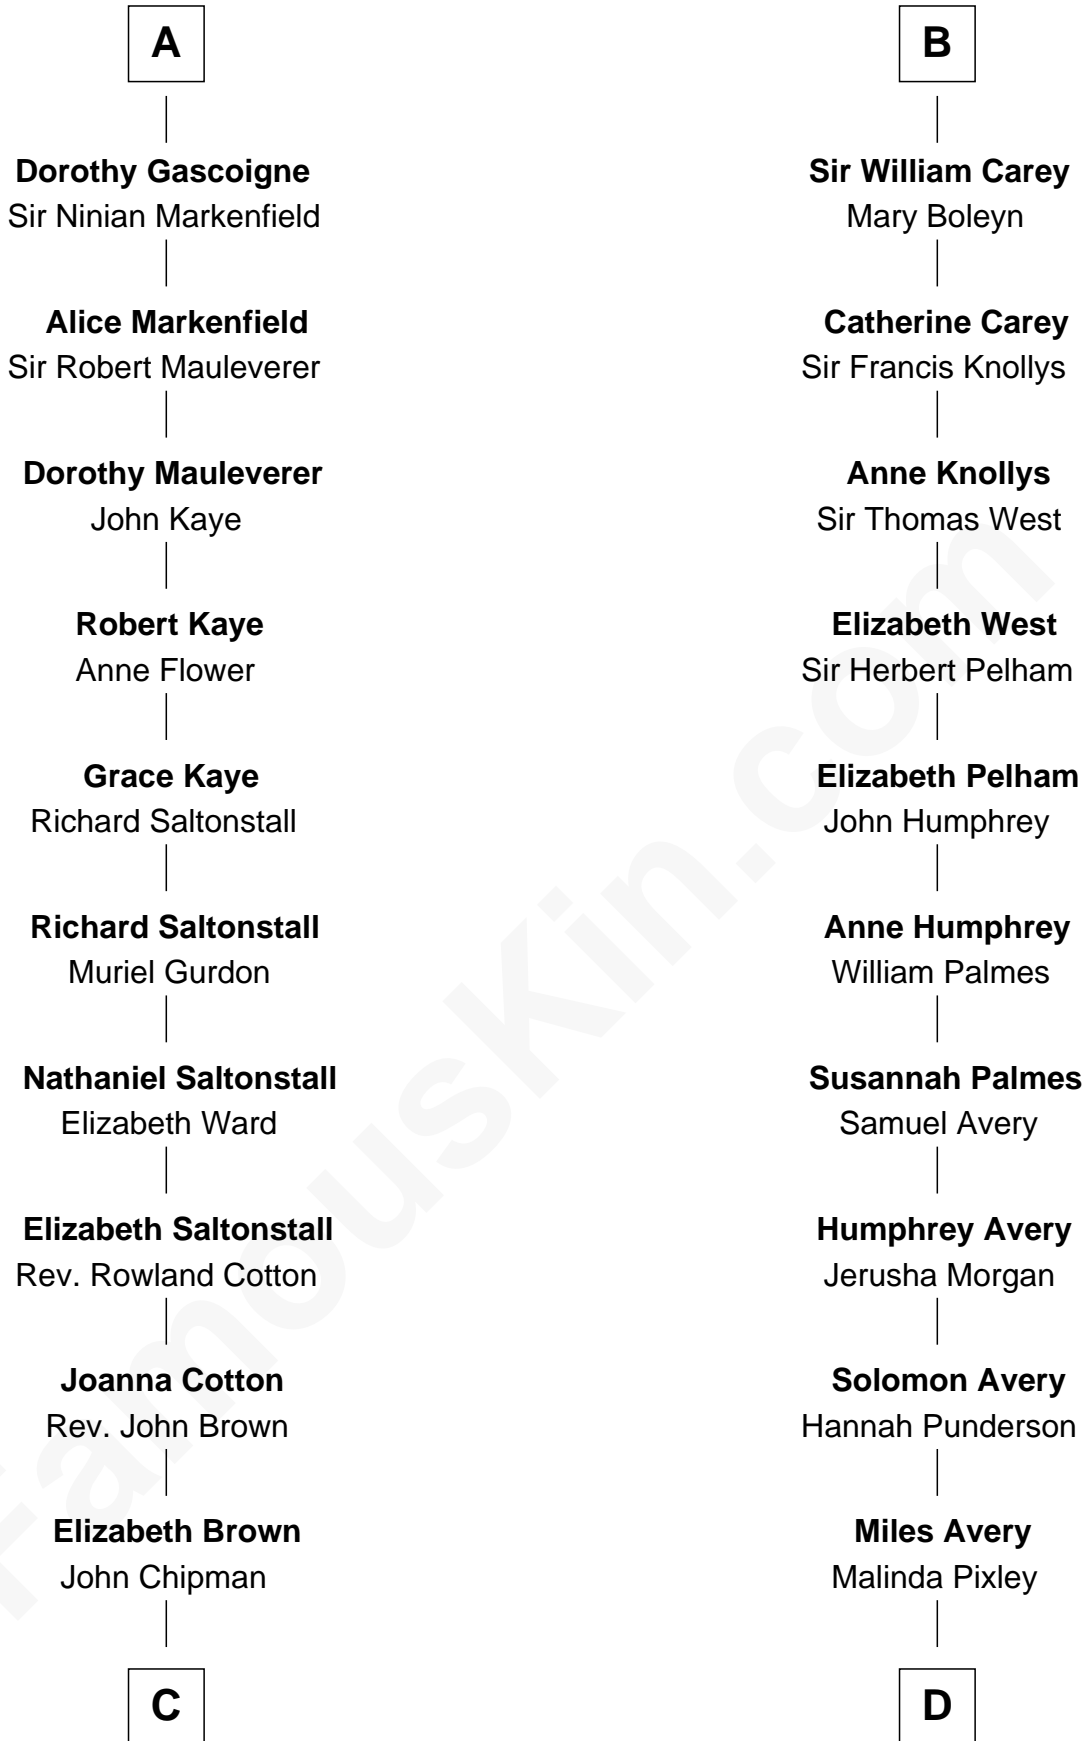 A
Dorothy Gascoigne
Sir Ninian Markenfield
Alice Markenfield
Sir Robert Mauleverer
Dorothy Mauleverer
John Kaye
Robert Kaye
Anne Flower
Grace Kaye
Richard Saltonstall
Richard Saltonstall
Muriel Gurdon
Nathaniel Saltonstall
Elizabeth Ward
Elizabeth Saltonstall
Rev. Rowland Cotton
Joanna Cotton
Rev. John Brown
Elizabeth Brown
John Chipman
C
B
Sir William Carey
Mary Boleyn
Catherine Carey
Sir Francis Knollys
Anne Knollys
Sir Thomas West
Elizabeth West
Sir Herbert Pelham
Elizabeth Pelham
John Humphrey
Anne Humphrey
William Palmes
Susannah Palmes
Samuel Avery
Humphrey Avery
Jerusha Morgan
Solomon Avery
Hannah Punderson
Miles Avery
Malinda Pixley
D
FamousKin.com